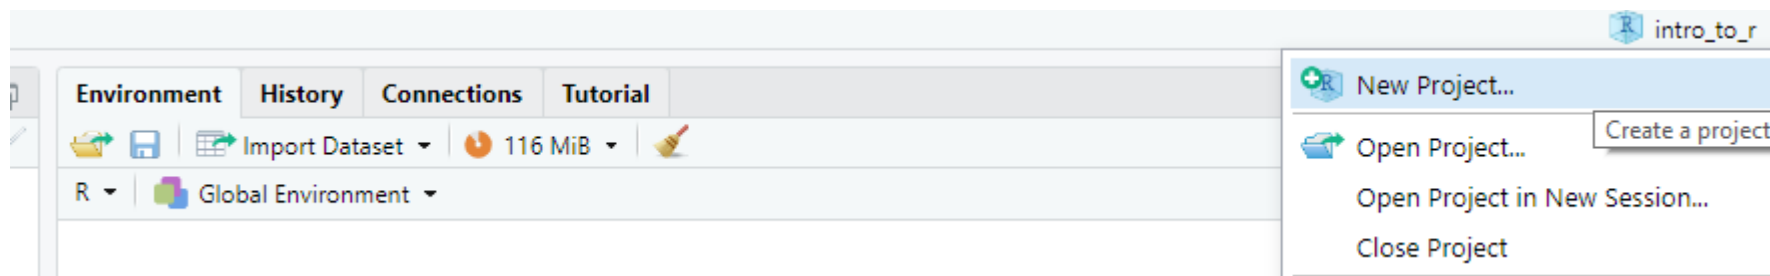 intro_to_r
Environment History Connections Tutorial
New Project...
Create a project
Import Dataset 116 MiB
Open Project...
R Global Environment
Open Project in New Session...
Close Project